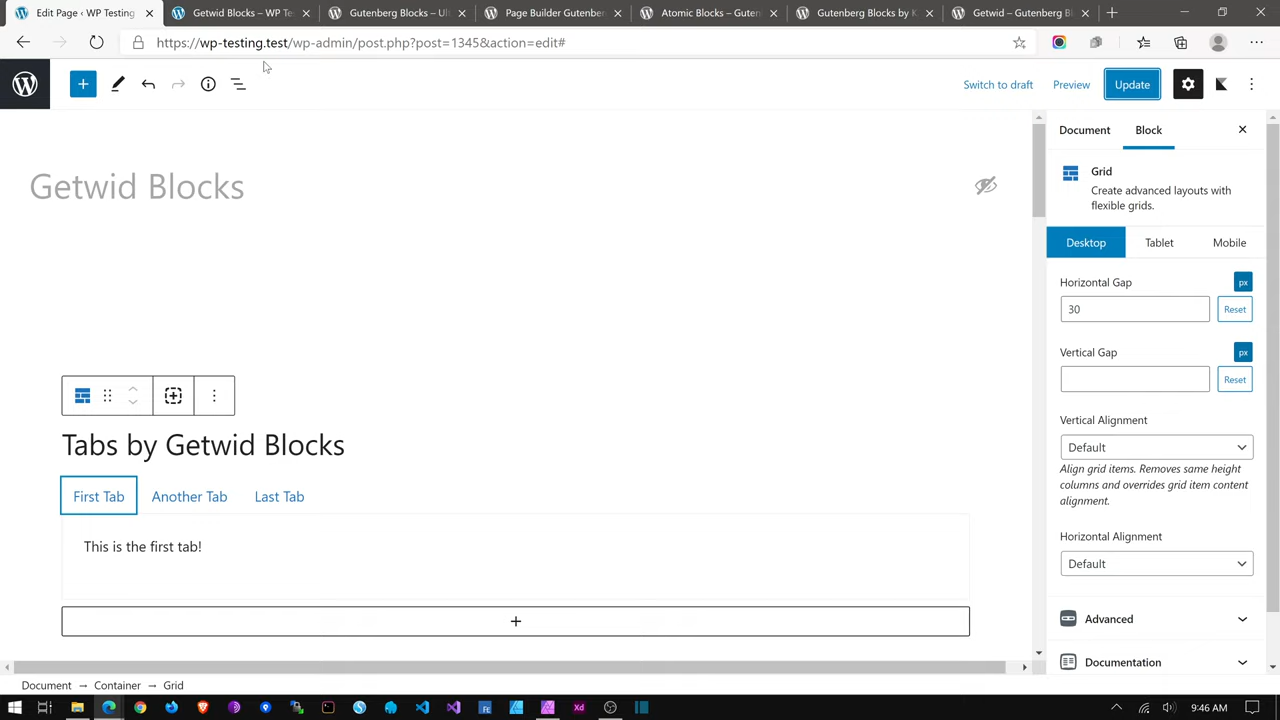 Edit Page ‹ WP Testing
Getwid Blocks – WP Te
Gutenberg Blocks – Ul
Page Builder Gutenber
Atomic Blocks – Guten
Gutenberg Blocks by K
Getwid – Gutenberg Bl
https://wp-testing.test/wp-admin/post.php?post=1345&action=edit#
Switch to draft
Preview
Update
Document
Block
Getwid Blocks
Grid
Create advanced layouts with
flexible grids.
Desktop
Tablet
Mobile
Horizontal Gap
px
30
Reset
Vertical Gap
px
Reset
Vertical Alignment
Default
Align grid items. Removes same height
columns and overrides grid item content
alignment.
Horizontal Alignment
Default
Advanced
Documentation
Tabs by Getwid Blocks
First Tab
Another Tab
Last Tab
This is the first tab!
Document → Container → Grid
Fe
Xd
9:46 AM